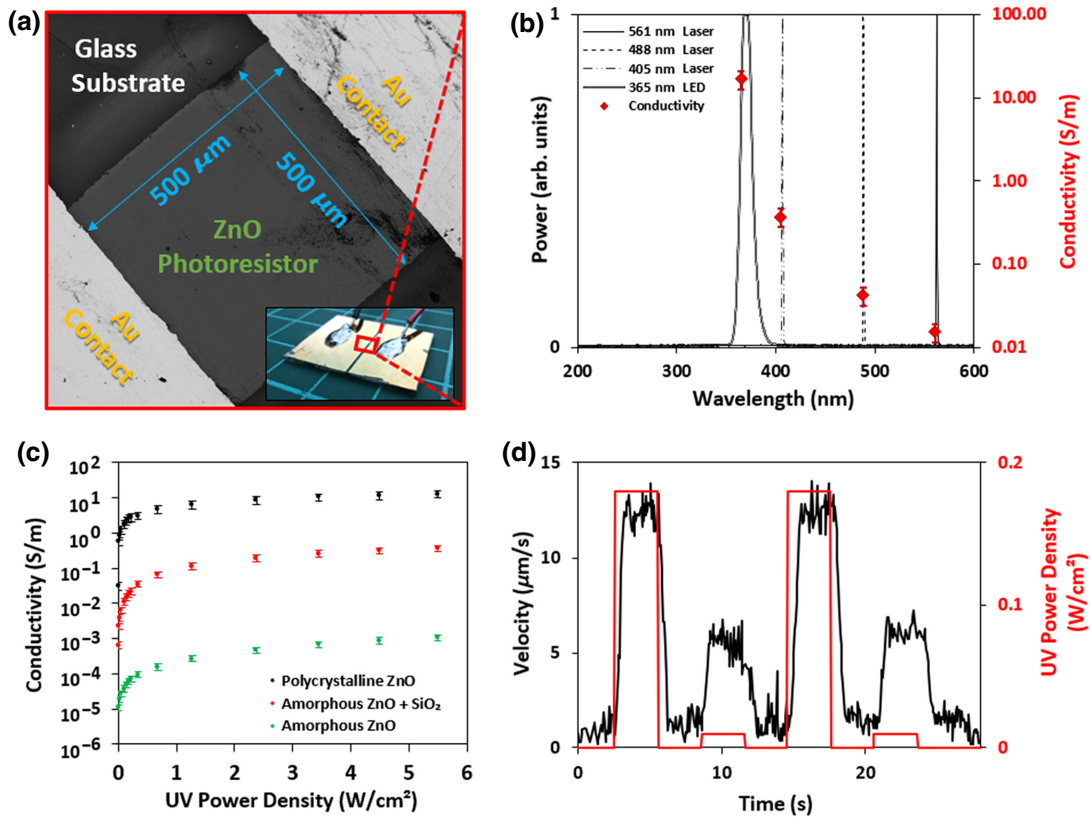 (a)
Glass
Substrate
Au
Contact
500 μm
500 μm
ZnO
Photoresistor
Au
Contact
(b)
1
0
Power (arb. units)
561 nm Laser
488 nm Laser
405 nm Laser
365 nm LED
Conductivity
100.00
10.00
1.00
0.10
0.01
Conductivity (S/m)
200 300 400 500 600
Wavelength (nm)
(c)
10²
10¹
10⁰
10⁻¹
10⁻²
10⁻³
10⁻⁴
10⁻⁵
10⁻⁶
Conductivity (S/m)
Polycrystalline ZnO
Amorphous ZnO + SiO₂
Amorphous ZnO
0 1 2 3 4 5 6
UV Power Density (W/cm²)
(d)
15
10
5
0
Velocity (μm/s)
0.2
0.1
0
UV Power Density
(W/cm²)
0 10 20
Time (s)